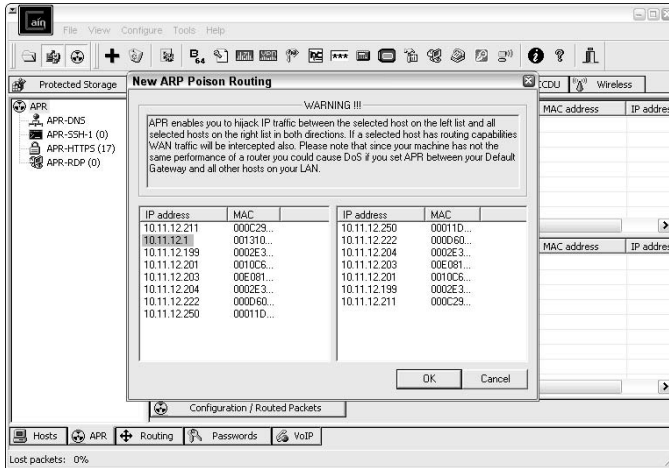 ain
File View Configure Tools Help
B64
***
Protected Storage
CDU Wireless
New ARP Poison Routing
WARNING !!!
APR enables you to hijack IP traffic between the selected host on the left list and all
selected hosts on the right list in both directions. If a selected host has routing capabilities
WAN traffic will be intercepted also. Please note that since your machine has not the
same performance of a router you could cause DoS if you set APR between your Default
Gateway and all other hosts on your LAN.
APR
APR-DNS
APR-SSH-1 (0)
APR-HTTPS (17)
APR-RDP (0)
IP address MAC
10.11.12.211 000C29...
10.11.12.1 001310...
10.11.12.199 0002E3...
10.11.12.201 0010C6...
10.11.12.203 00E081...
10.11.12.204 0002E3...
10.11.12.222 000D60...
10.11.12.250 00011D...
IP address MAC
10.11.12.250 00011D...
10.11.12.222 000D60...
10.11.12.204 0002E3...
10.11.12.203 00E081...
10.11.12.201 0010C6...
10.11.12.199 0002E3...
10.11.12.211 000C29...
OK Cancel
MAC address IP addres
MAC address IP addres
Configuration / Routed Packets
Hosts APR Routing Passwords VoIP
Lost packets: 0%